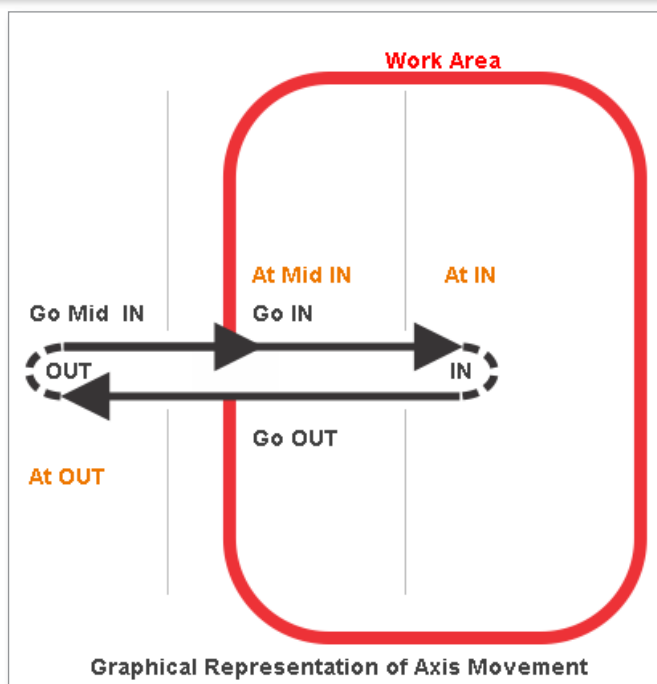 Work Area
At Mid IN
At IN
Go Mid IN
Go IN
OUT
IN
Go OUT
At OUT
Graphical Representation of Axis Movement